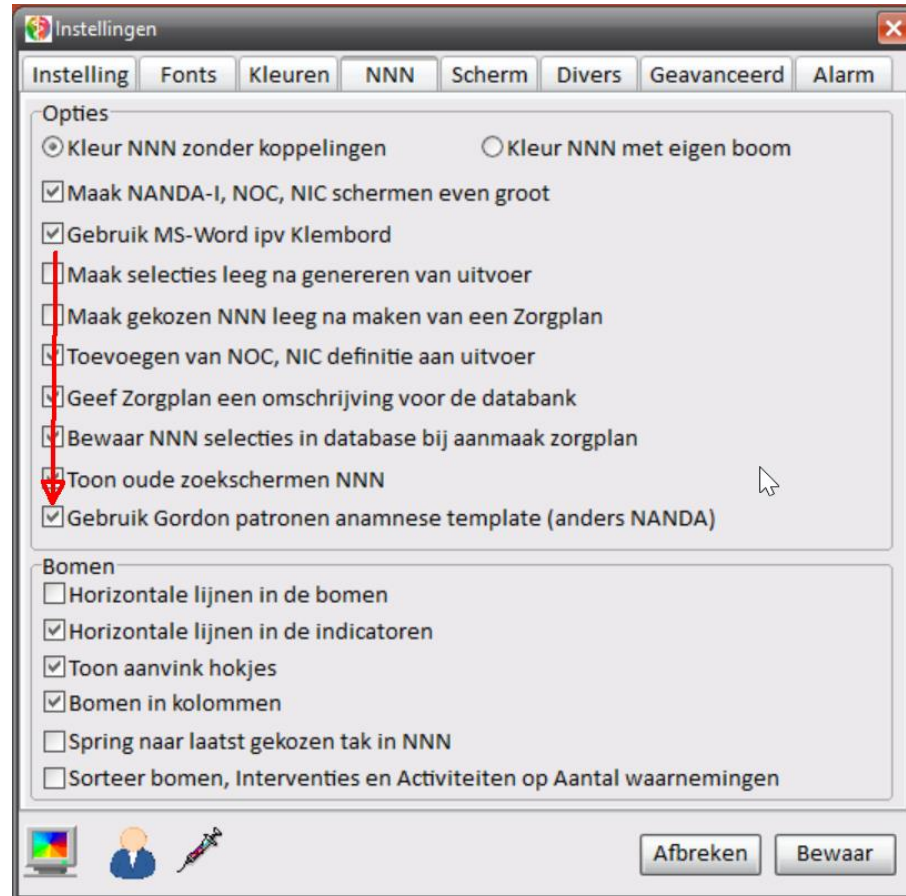 Instellingen
Instelling Fonts Kleuren NNN Scherm Divers Geavanceerd Alarm
Opties
Kleur NNN zonder koppelingen Kleur NNN met eigen boom
Maak NANDA-I, NOC, NIC schermen even groot
Gebruik MS-Word ipv Klembord
Maak selecties leeg na genereren van uitvoer
Maak gekozen NNN leeg na maken van een Zorgplan
Toevoegen van NOC, NIC definitie aan uitvoer
Geef Zorgplan een omschrijving voor de databank
Bewaar NNN selecties in database bij aanmaak zorgplan
Toon oude zoekschermen NNN
Gebruik Gordon patronen anamnese template (anders NANDA)
Bomen
Horizontale lijnen in de bomen
Horizontale lijnen in de indicatoren
Toon aanvink hokjes
Bomen in kolommen
Spring naar laatst gekozen tak in NNN
Sorteer bomen, Interventies en Activiteiten op Aantal waarnemingen
Afbreken Bewaar